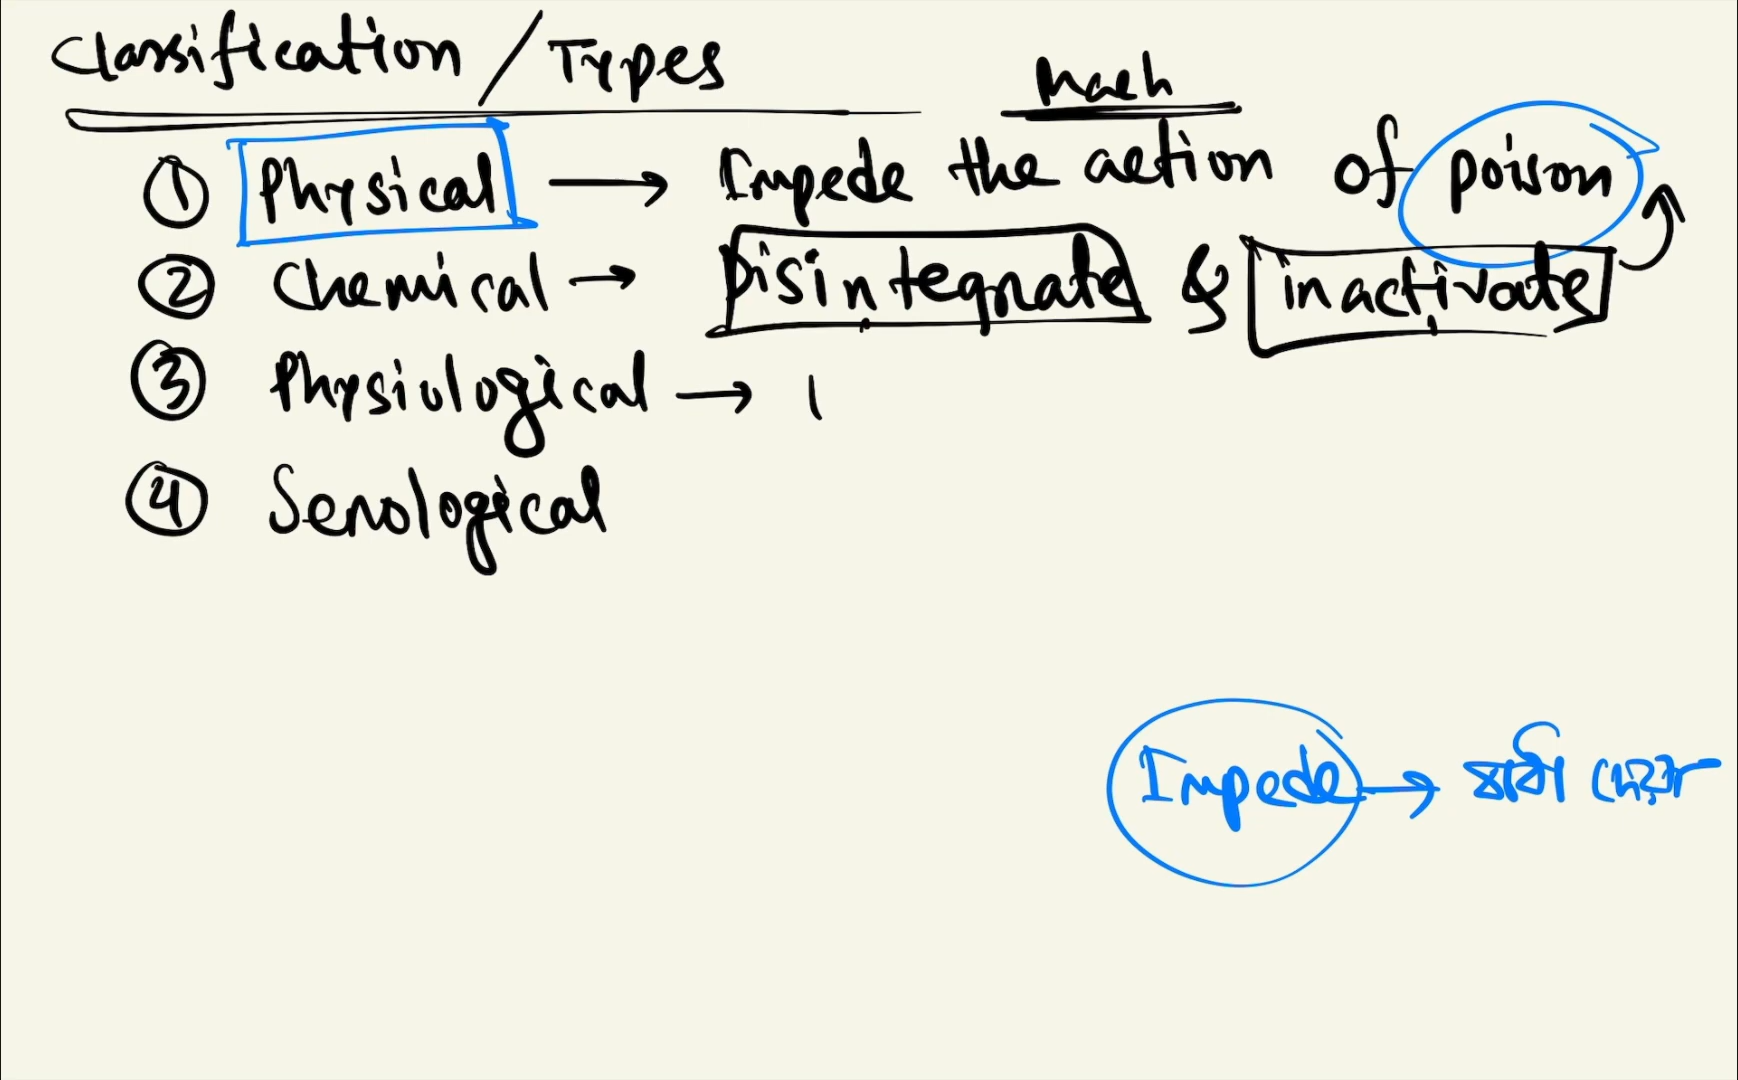 Classification / Types
Mech
① Physical → Impede the action of poison
② Chemical → Disintegrate & inactivate
③ Physiological →
④ Serological
Impede → বাধা দেয়া